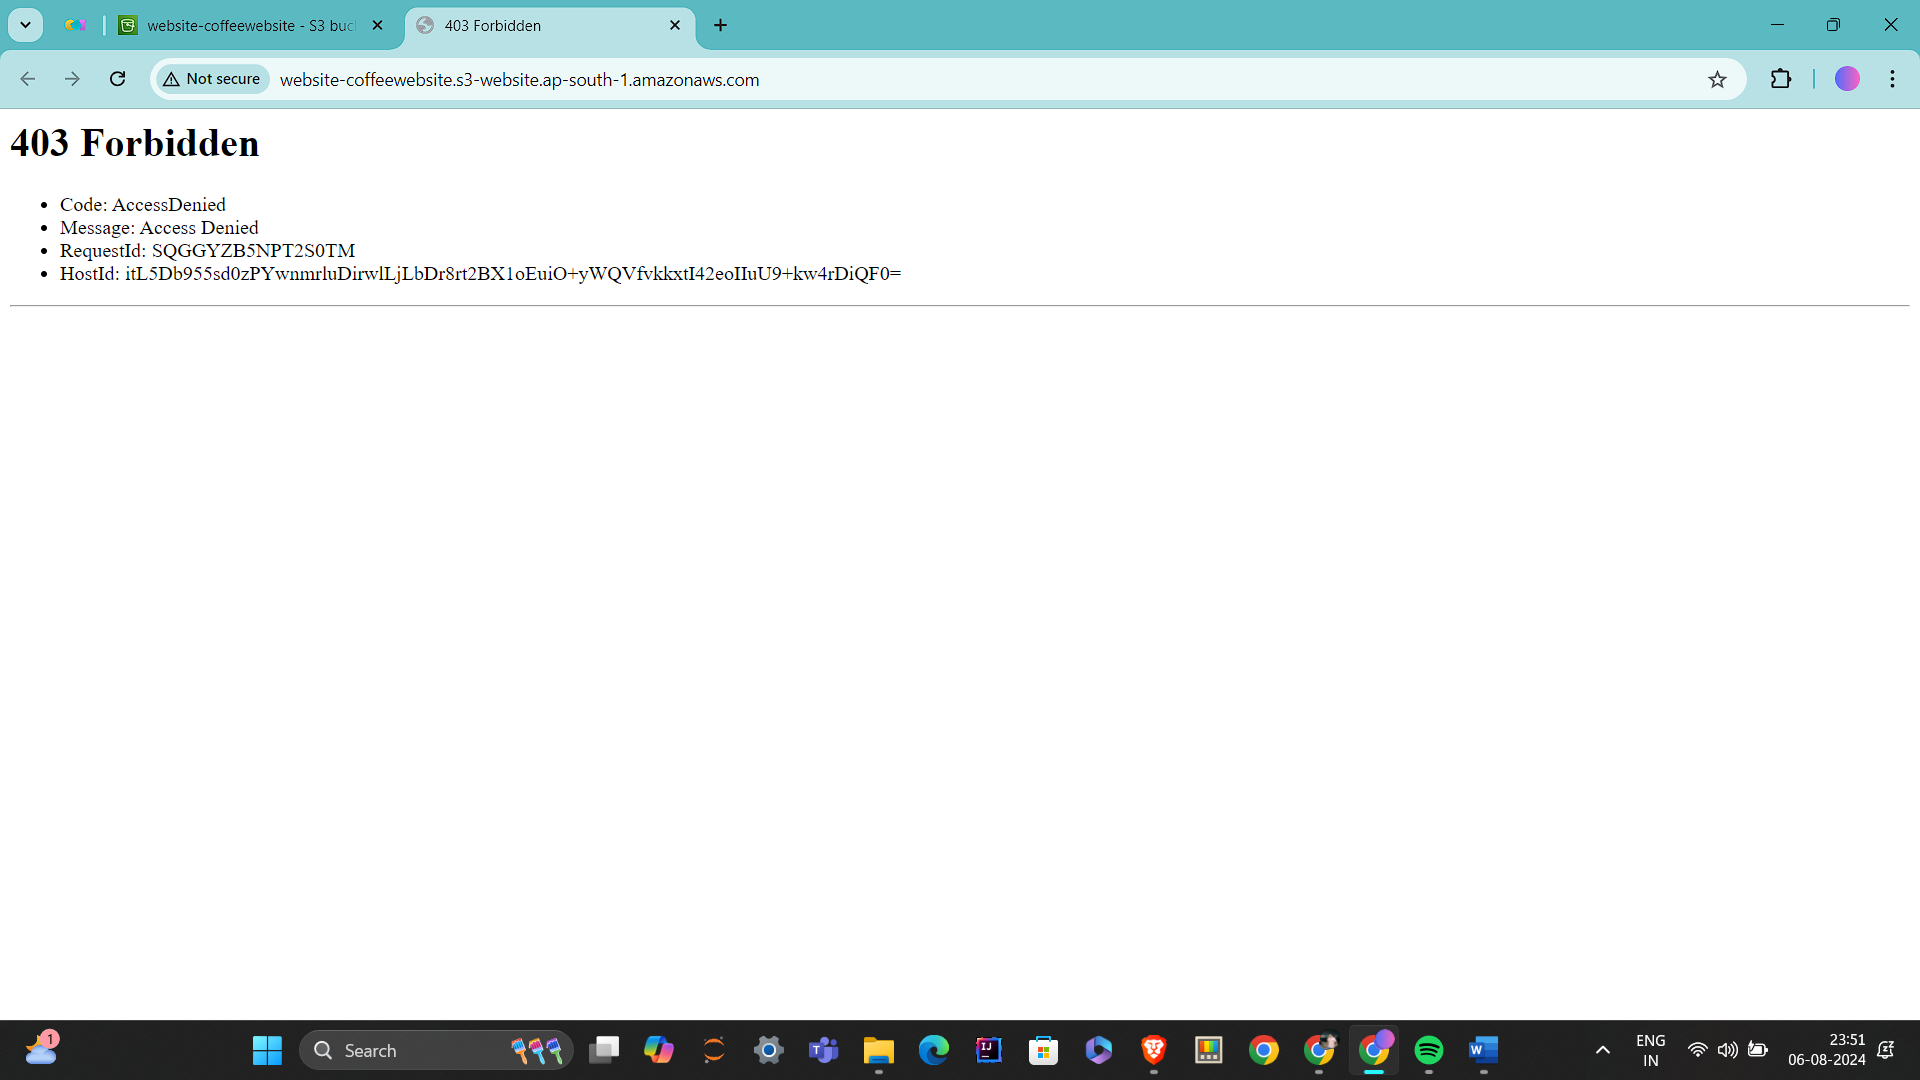 website-coffeewebsite - S3 buc
403 Forbidden
Not secure
website-coffeewebsite.s3-website.ap-south-1.amazonaws.com
403 Forbidden
Code: AccessDenied
Message: Access Denied
RequestId: SQGGYZB5NPT2S0TM
HostId: itL5Db955sd0zPYwnmrluDirwlLjLbDr8rt2BX1oEuiO+yWQVfvkkxtI42eoIIuU9+kw4rDiQF0=
1
Search
ENG
IN
23:51
06-08-2024